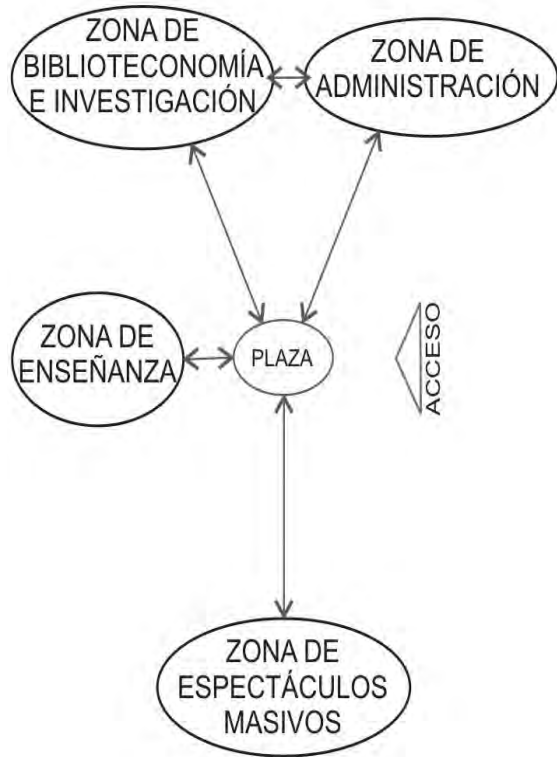 ZONA DE
BIBLIOTECONOMÍA
E INVESTIGACIÓN
ZONA DE
ADMINISTRACIÓN
ZONA DE
ENSEÑANZA
PLAZA
ACCESO
ZONA DE
ESPECTÁCULOS
MASIVOS